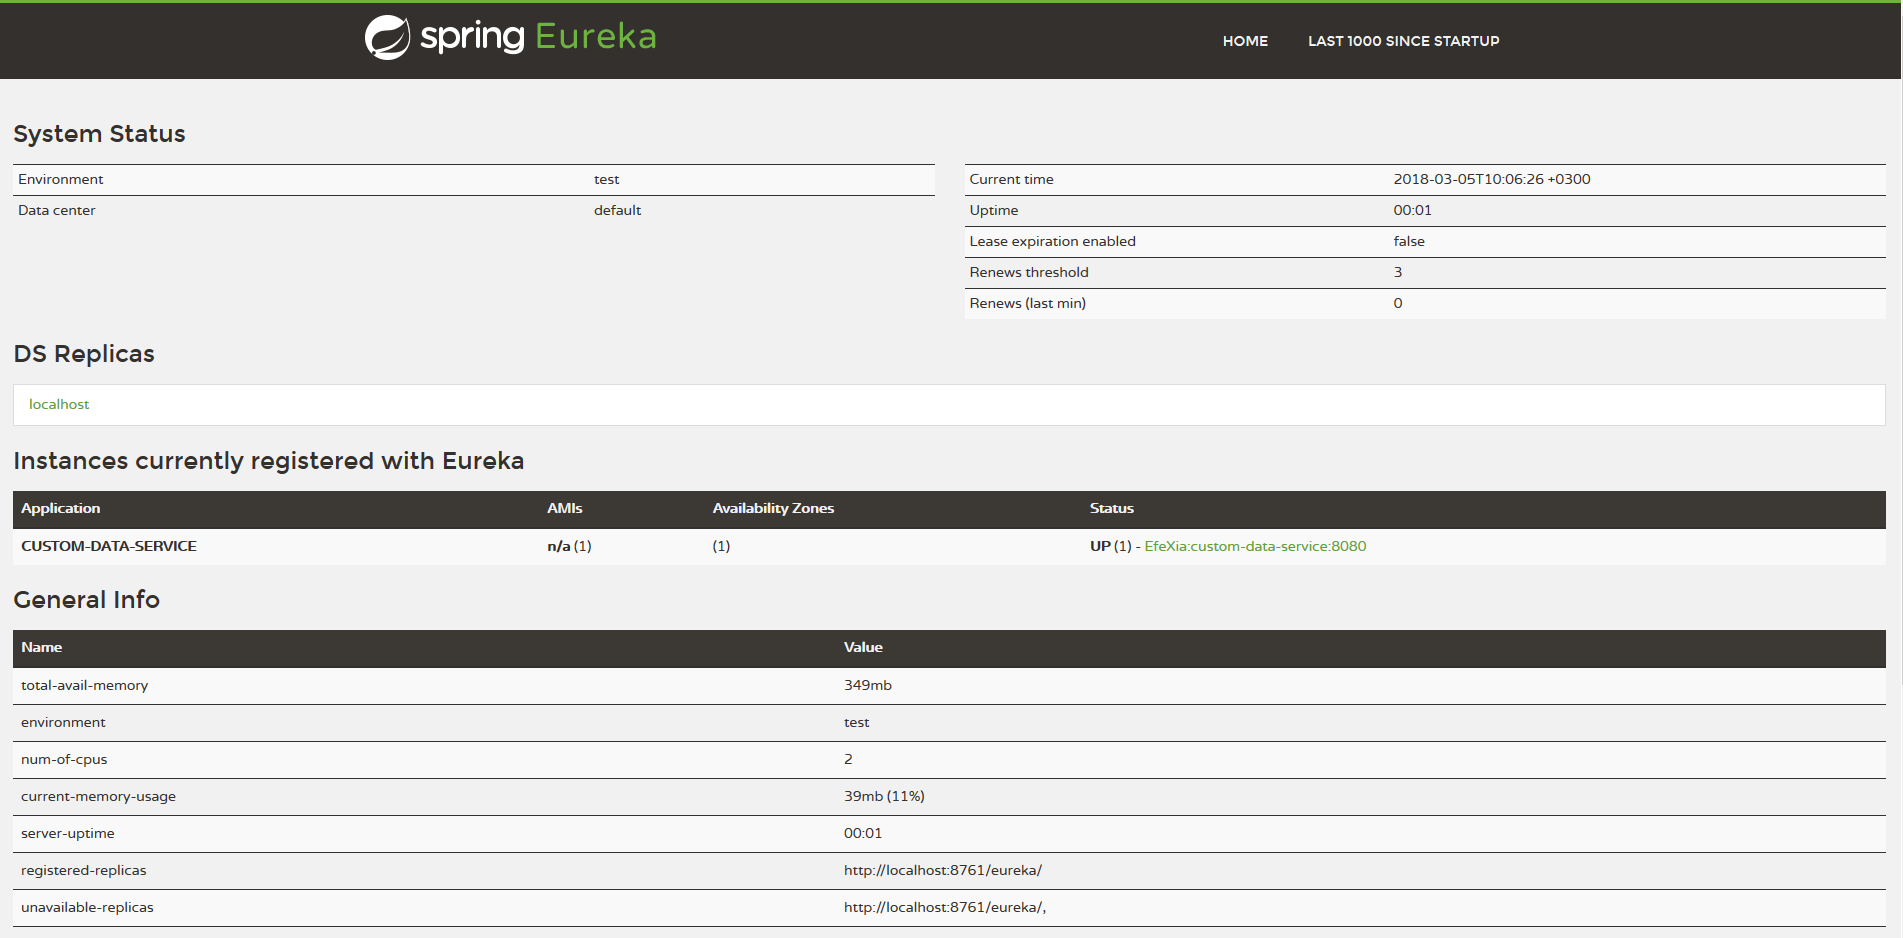 spring Eureka
HOME LAST 1000 SINCE STARTUP
System Status
Environment test
Data center default
Current time 2018-03-05T10:06:26 +0300
Uptime 00:01
Lease expiration enabled false
Renews threshold 3
Renews (last min) 0
DS Replicas
localhost
Instances currently registered with Eureka
Application AMIs Availability Zones Status
CUSTOM-DATA-SERVICE n/a (1) (1) UP (1) - EfeXia:custom-data-service:8080
General Info
Name Value
total-avail-memory 349mb
environment test
num-of-cpus 2
current-memory-usage 39mb (11%)
server-uptime 00:01
registered-replicas http://localhost:8761/eureka/
unavailable-replicas http://localhost:8761/eureka/,